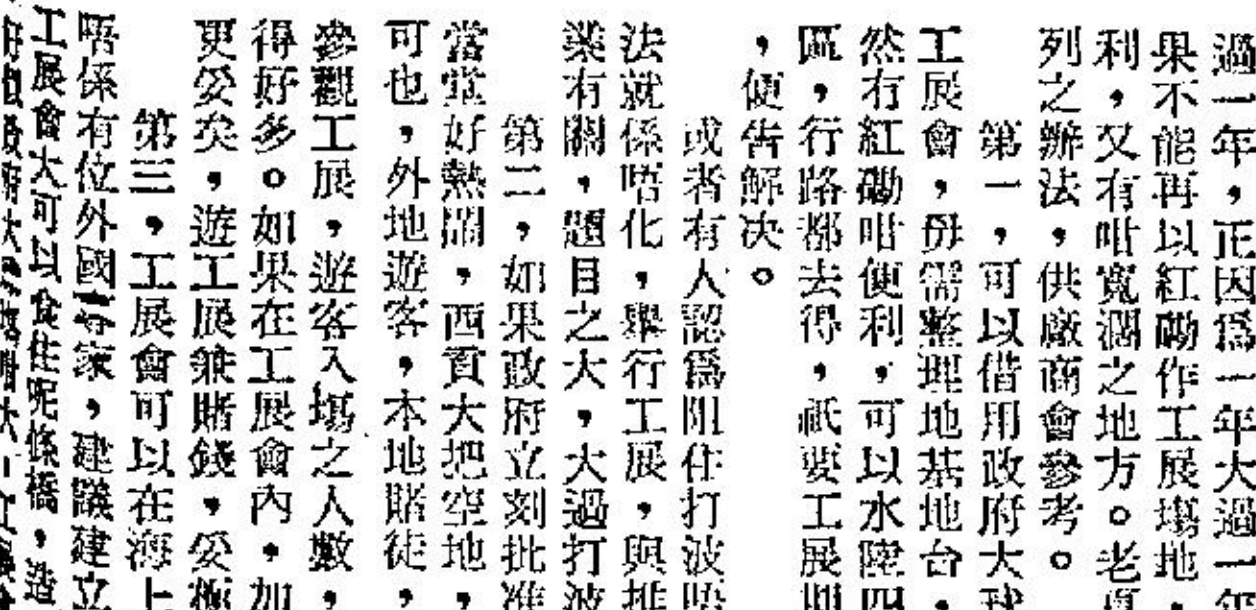 過一年，正因爲一年大過一年
果不能再以紅磡作工展塲地，
利，又有咁寬濶之地方。老
列之辦法，供廠商會參考。
第一，可以借用政府大球
工展會，毋需整理地基地台，
然冇紅磡咁便利，可以水陸四
區，行路都去得，祇要工展期
，便告解决。
或者有人認爲阻住打波唔
法就係唔化，舉行工展，與推
業有關，題目之大，大過打波
第二，如果政府立刻批准
當堂好熱鬧，西貢大把空地，
可也，外地遊客，本地賭徒，
參觀工展，遊客入塲之人數，
得好多。如果在工展會內，加
更妥矣，遊工展兼賭錢，妥極
第三，工展會可以在海上
唔係有位外國專家，建議建立
工展會大可以食住呢條橋，造